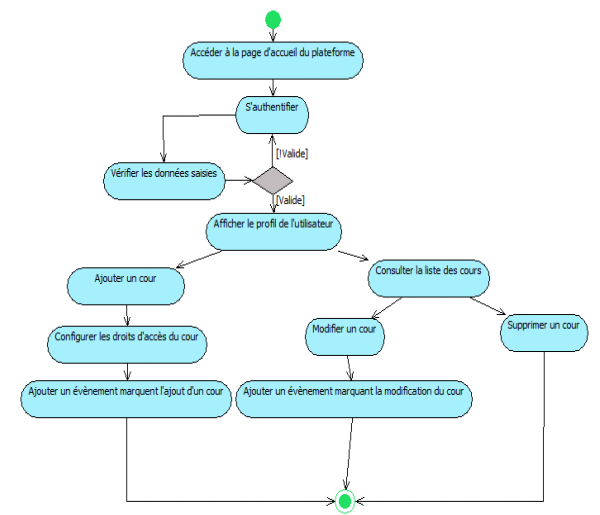 Accéder à la page d'accueil du plateforme
S'authentifier
[!Valide]
Vérifier les données saisies
[Valide]
Afficher le profil de l'utilisateur
Ajouter un cour
Consulter la liste des cours
Configurer les droits d'accès du cour
Modifier un cour
Supprimer un cour
Ajouter un évènement marquent l'ajout d'un cour
Ajouter un évènement marquant la modification du cour